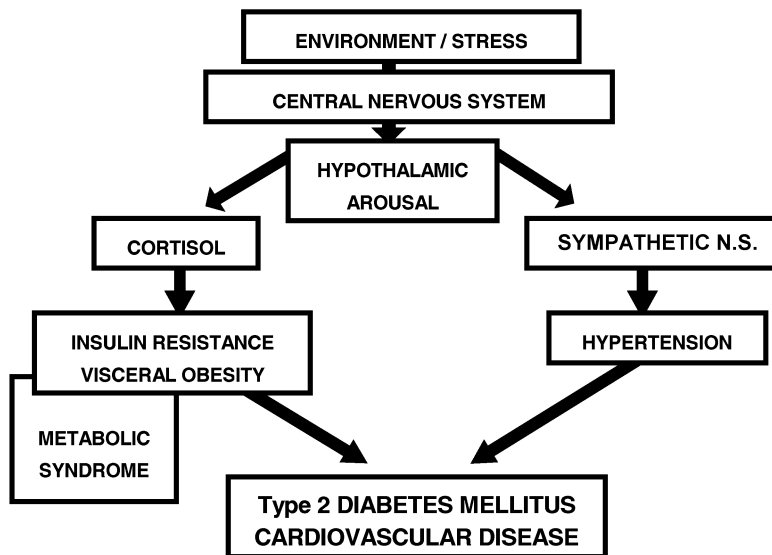 ENVIRONMENT / STRESS
CENTRAL NERVOUS SYSTEM
HYPOTHALAMIC
AROUSAL
CORTISOL
SYMPATHETIC N.S.
INSULIN RESISTANCE
VISCERAL OBESITY
HYPERTENSION
METABOLIC
SYNDROME
Type 2 DIABETES MELLITUS
CARDIOVASCULAR DISEASE